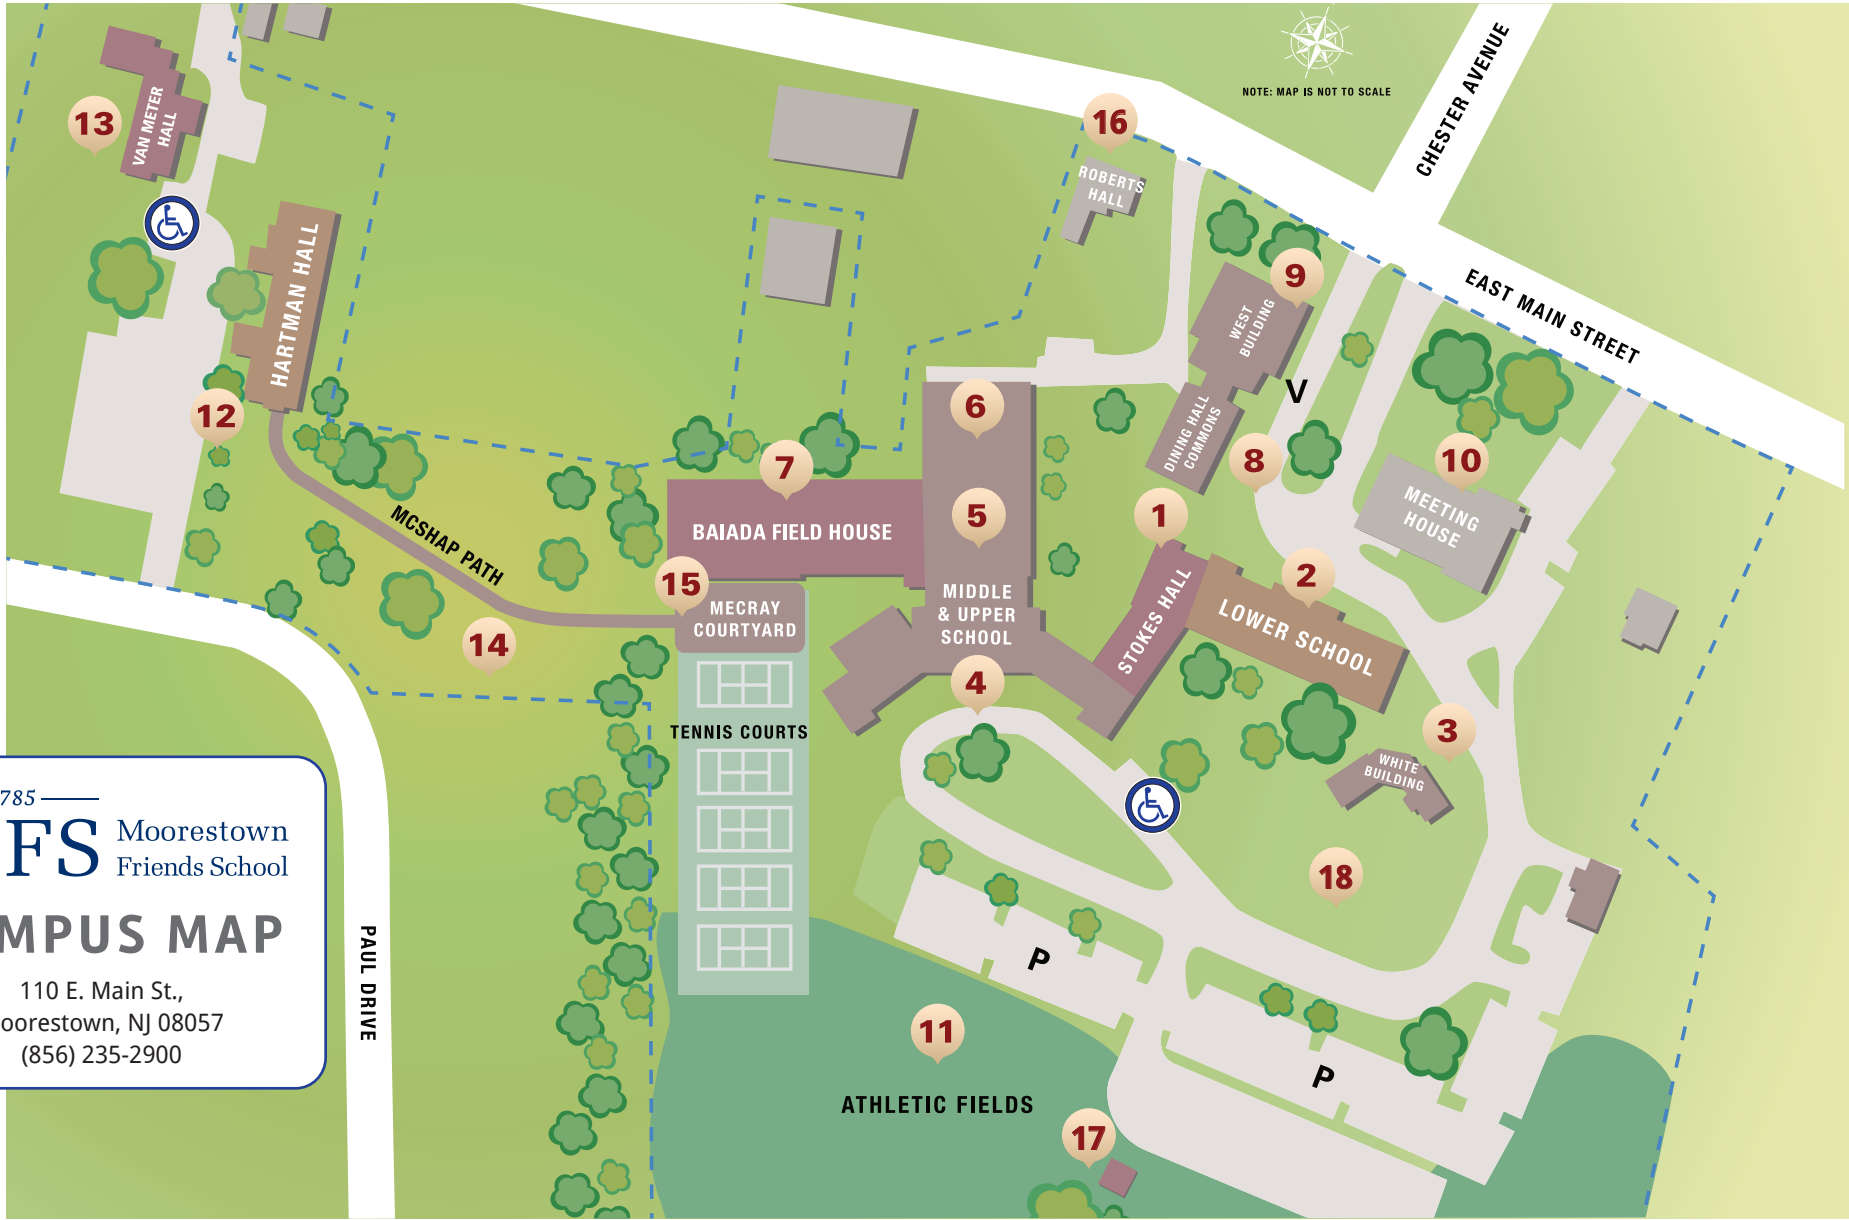 NOTE: MAP IS NOT TO SCALE
CHESTER AVENUE
EAST MAIN STREET
16
ROBERTS
HALL
13
VAN METER
HALL
HARTMAN HALL
12
9
WEST
BUILDING
V
DINING HALL
COMMONS
8
10
MEETING
HOUSE
6
7
5
BAIADA FIELD HOUSE
1
2
MCSHAP PATH
15
MECRAY
COURTYARD
14
MIDDLE
& UPPER
SCHOOL
STOKES HALL
LOWER SCHOOL
4
3
TENNIS COURTS
WHITE
BUILDING
18
785
FS
Moorestown
Friends School
MPUS MAP
110 E. Main St.,
oorestown, NJ 08057
(856) 235-2900
PAUL DRIVE
P
P
11
ATHLETIC FIELDS
17